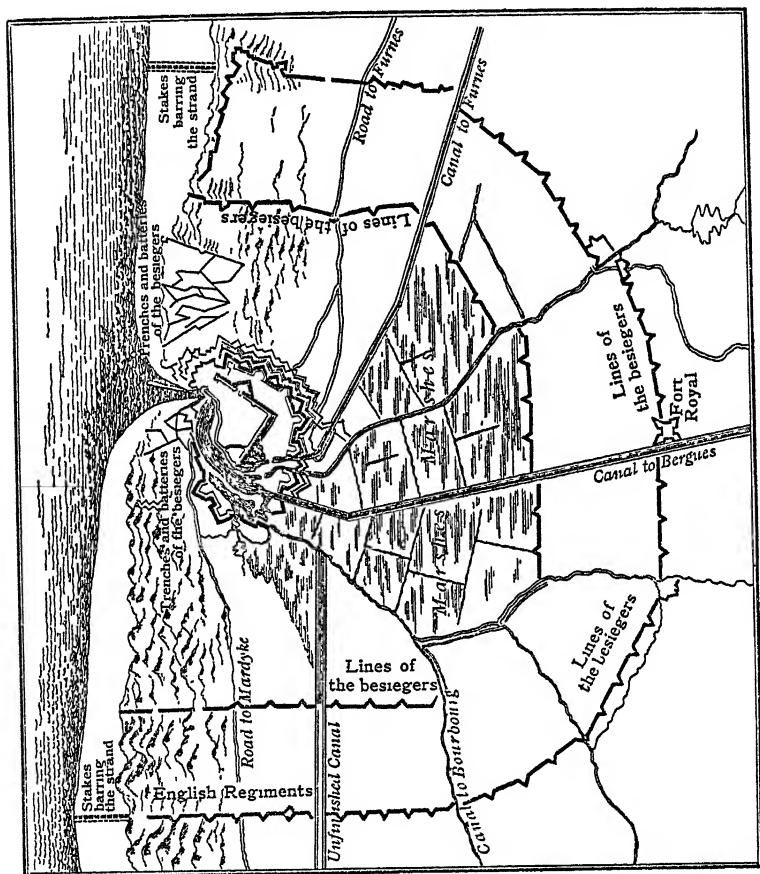 Stakes
barring
the strand
Road to Furnes
Canal to Furnes
Trenches and batteries
of the besiegers
Lines of the besiegers
Marshes
Lines of
the besiegers
Fort
Royal
Canal to Bergues
Trenches and batteries
of the besiegers
Marshes
Lines of
the besiegers
Road to Mardyke
Lines of
the besiegers
Stakes
barring
the strand
English Regiments
Unfinished Canal
Canal to Bourbourg